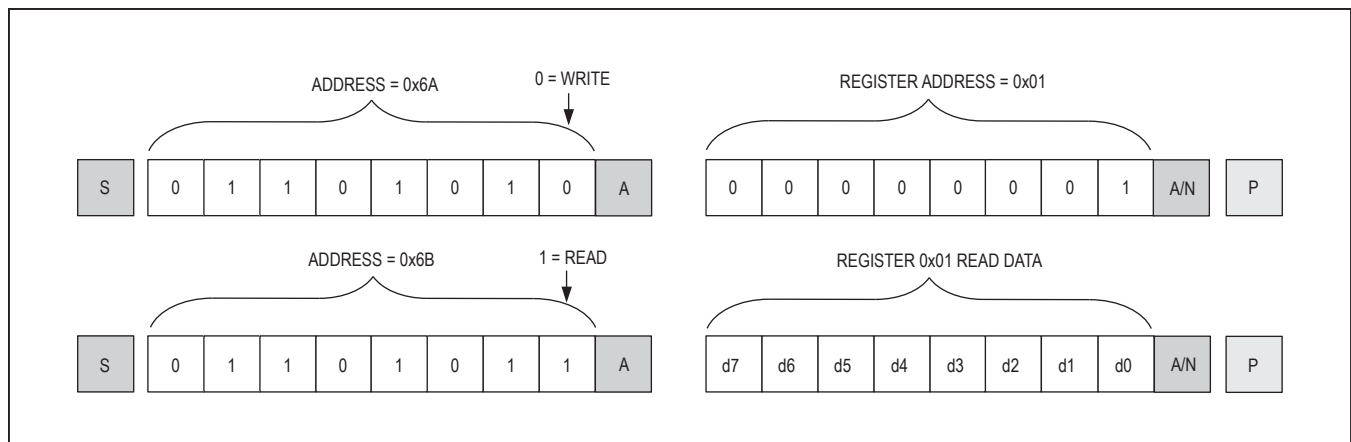 ADDRESS = 0x6A 0 = WRITE REGISTER ADDRESS = 0x01
S 0 1 1 0 1 0 1 0 A 0 0 0 0 0 0 0 1 A/N P
ADDRESS = 0x6B 1 = READ REGISTER 0x01 READ DATA
S 0 1 1 0 1 0 1 1 A d7 d6 d5 d4 d3 d2 d1 d0 A/N P